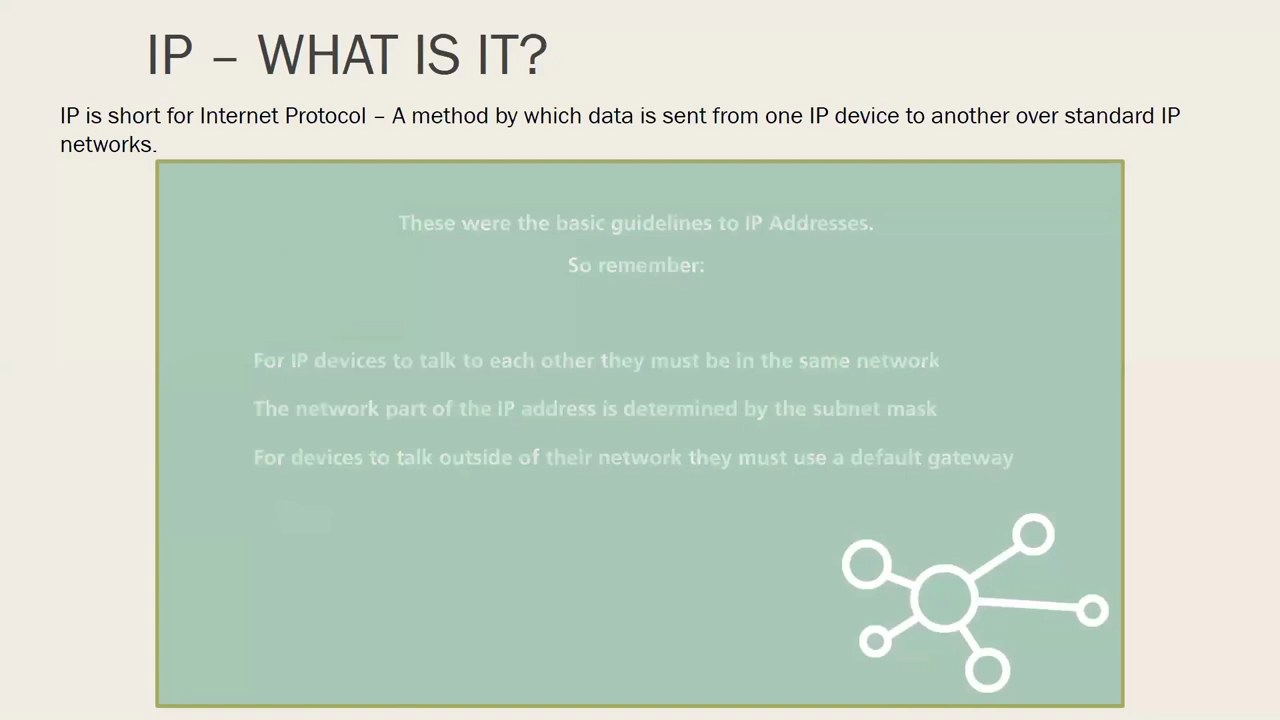 IP – WHAT IS IT?
IP is short for Internet Protocol – A method by which data is sent from one IP device to another over standard IP
networks.
These were the basic guidelines to IP Addresses.
So remember:
For IP devices to talk to each other they must be in the same network
The network part of the IP address is determined by the subnet mask
For devices to talk outside of their network they must use a default gateway